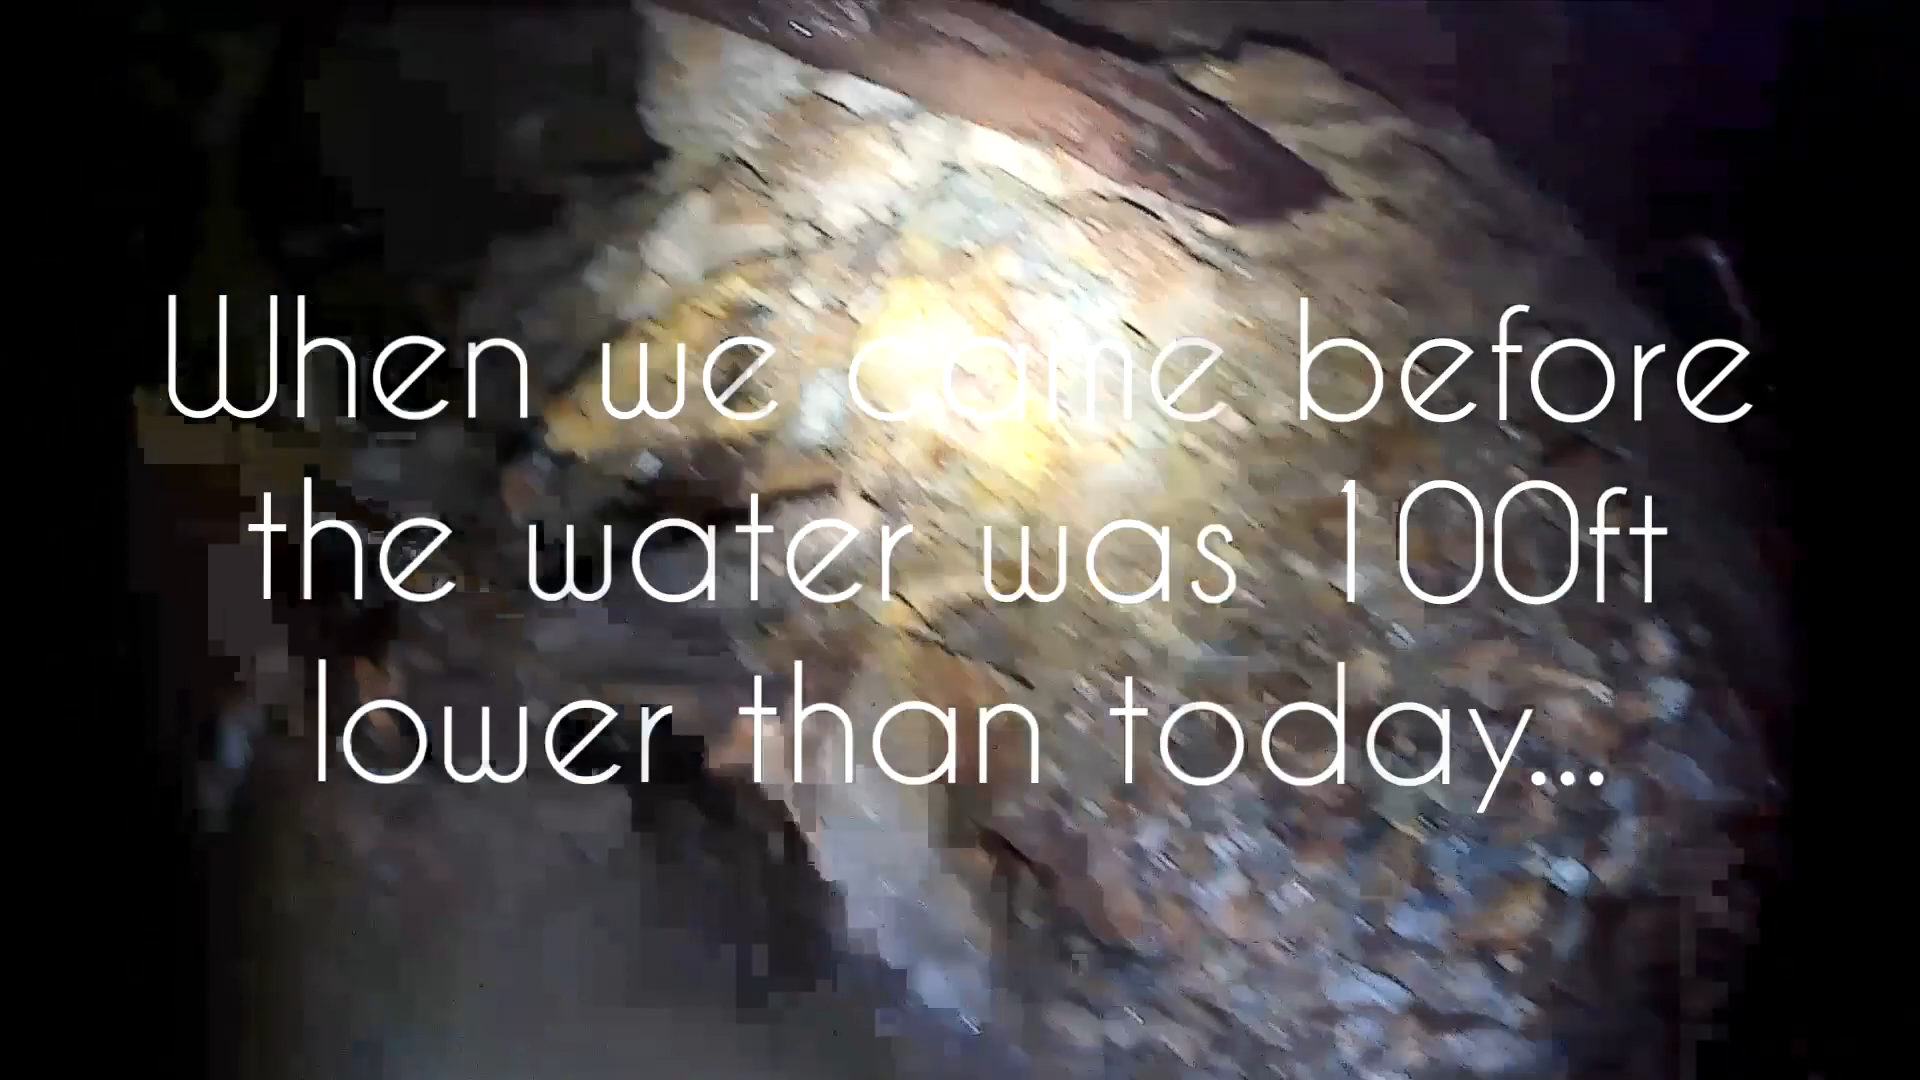 When we came before
the water was 100ft
lower than today...